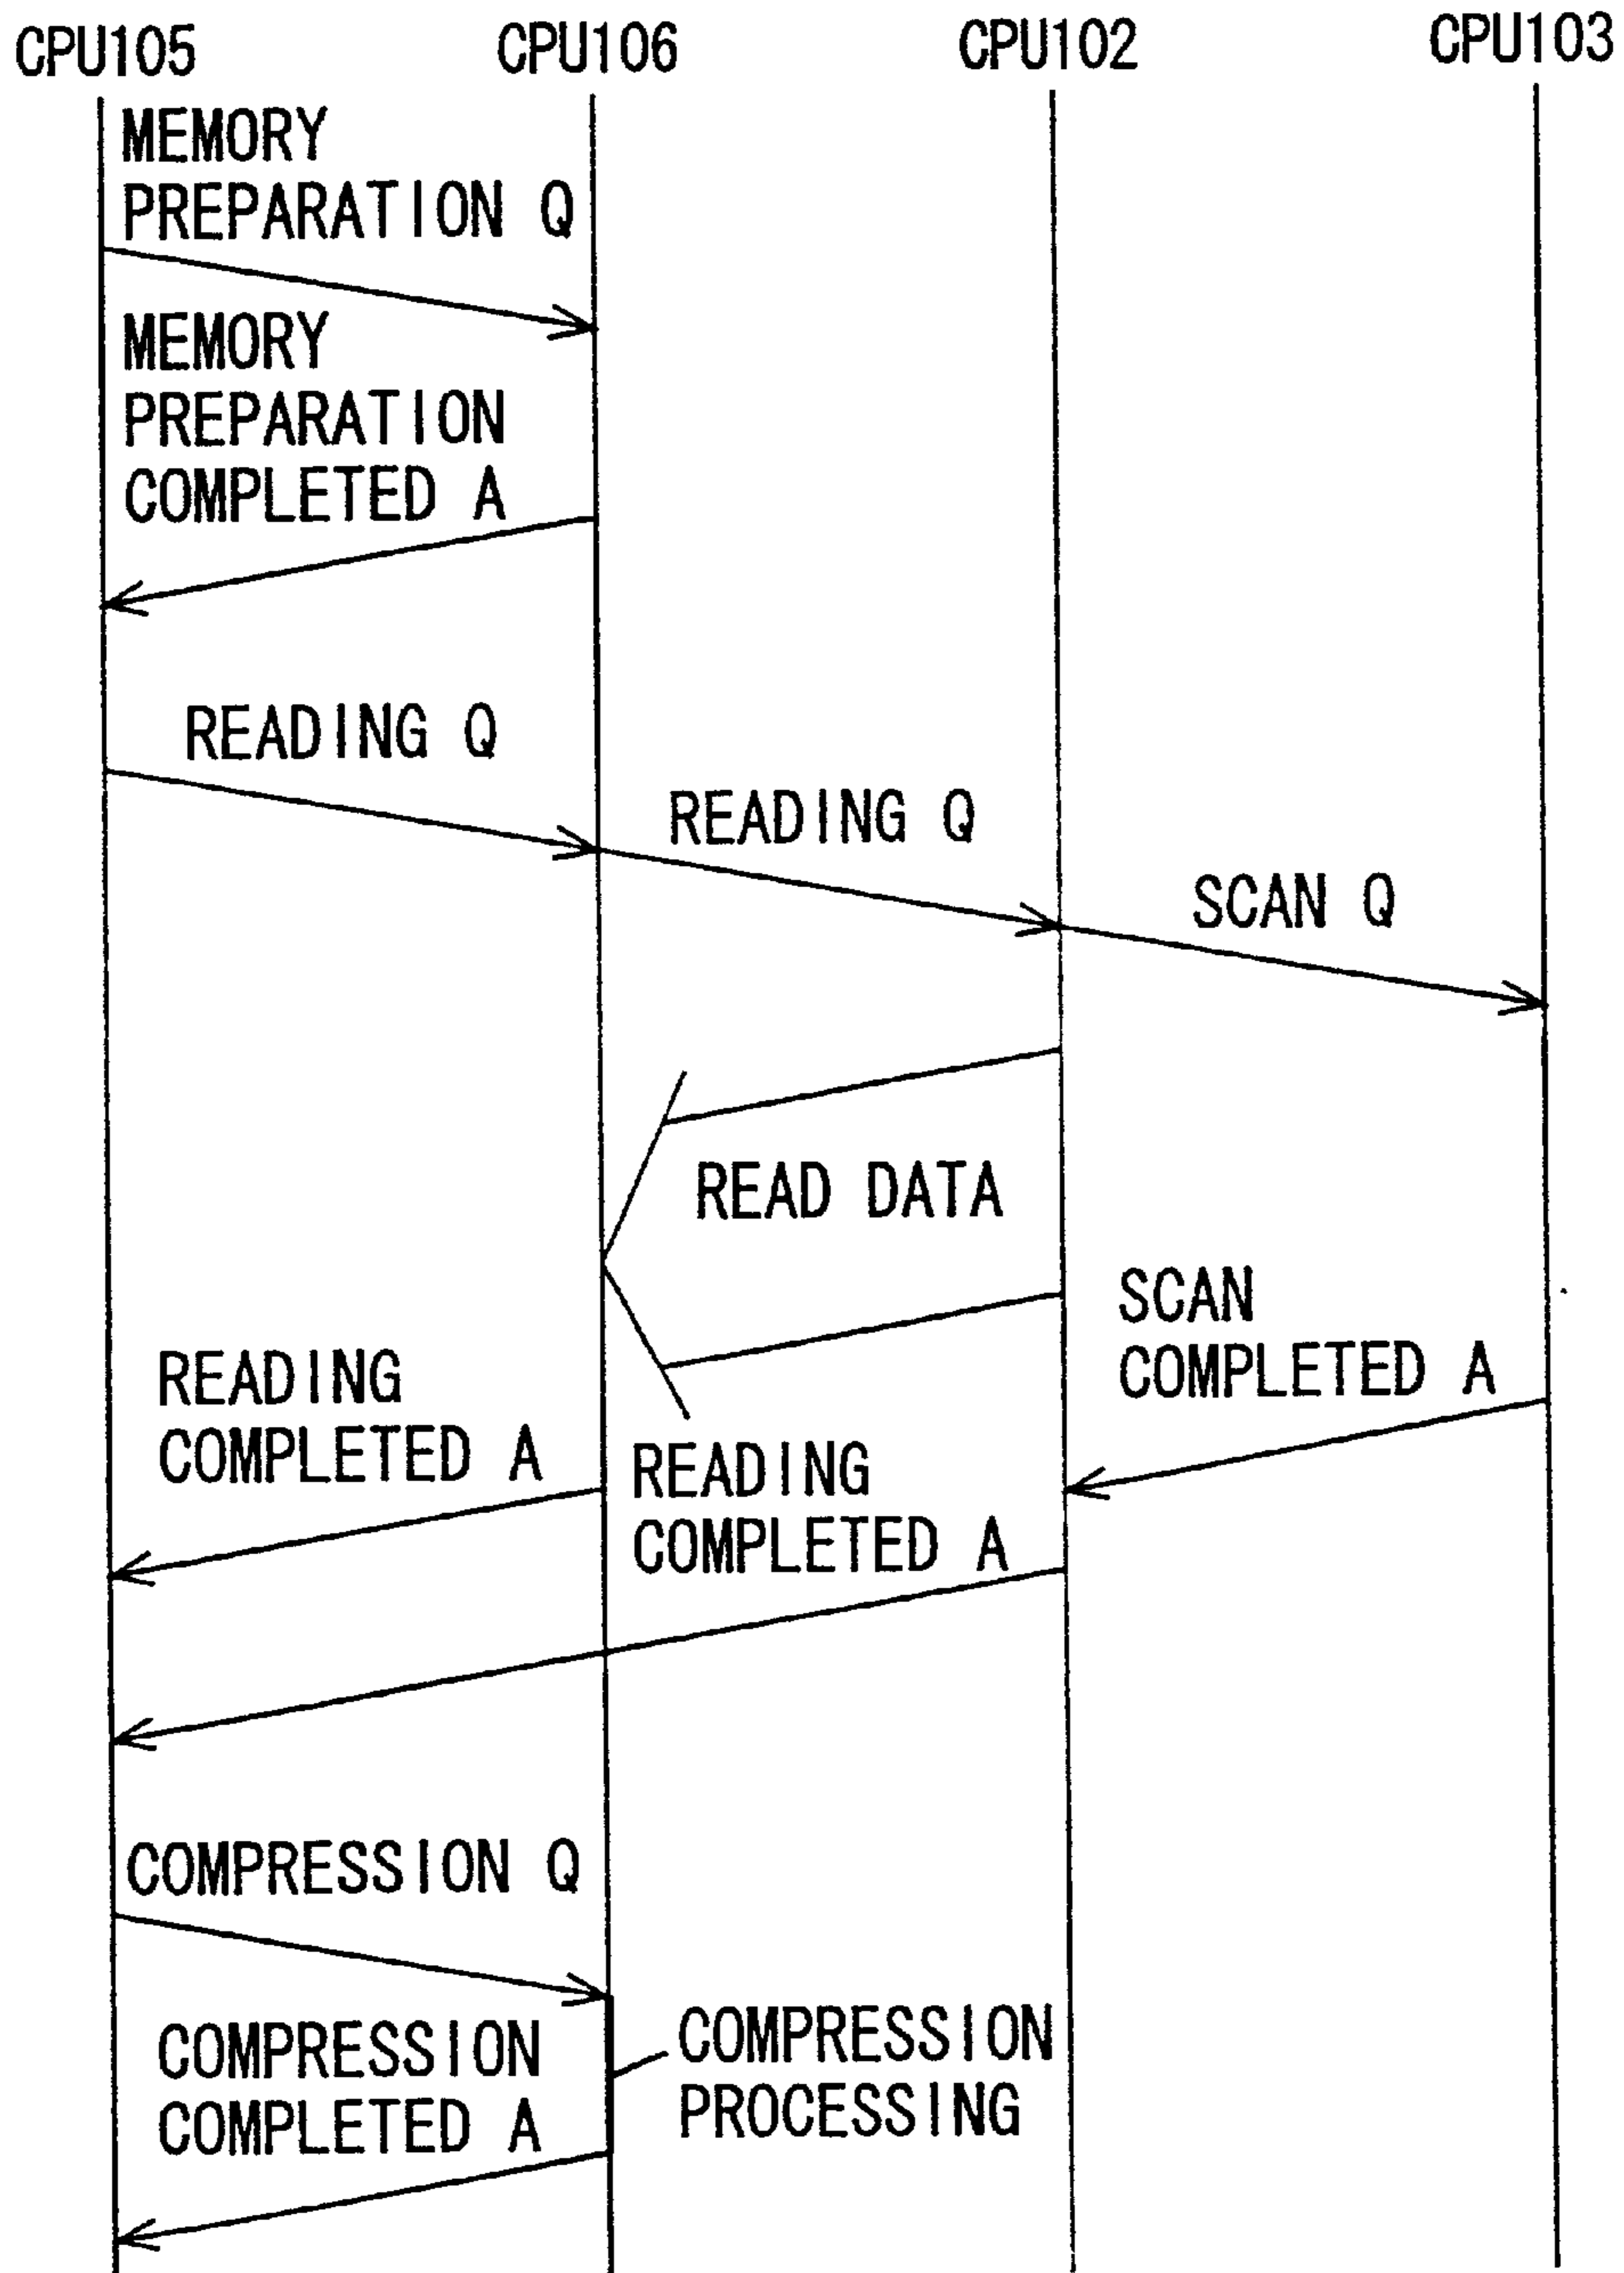 CPU105 CPU106 CPU102 CPU103
MEMORY
PREPARATION Q
MEMORY
PREPARATION
COMPLETED A
READING Q
READING Q
SCAN Q
READ DATA
SCAN
COMPLETED A
READING
COMPLETED A
READING
COMPLETED A
COMPRESSION Q
COMPRESSION
PROCESSING
COMPRESSION
COMPLETED A